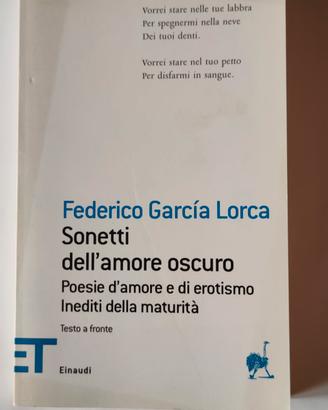 Vorrei stare nelle tue labbra
Per spegnermi nella neve
Dei tuoi denti.
Vorrei stare nel tuo petto
Per disfarmi in sangue.
Federico García Lorca
Sonetti
dell'amore oscuro
Poesie d'amore e di erotismo
Inediti della maturità
Testo a fronte
ET
Einaudi